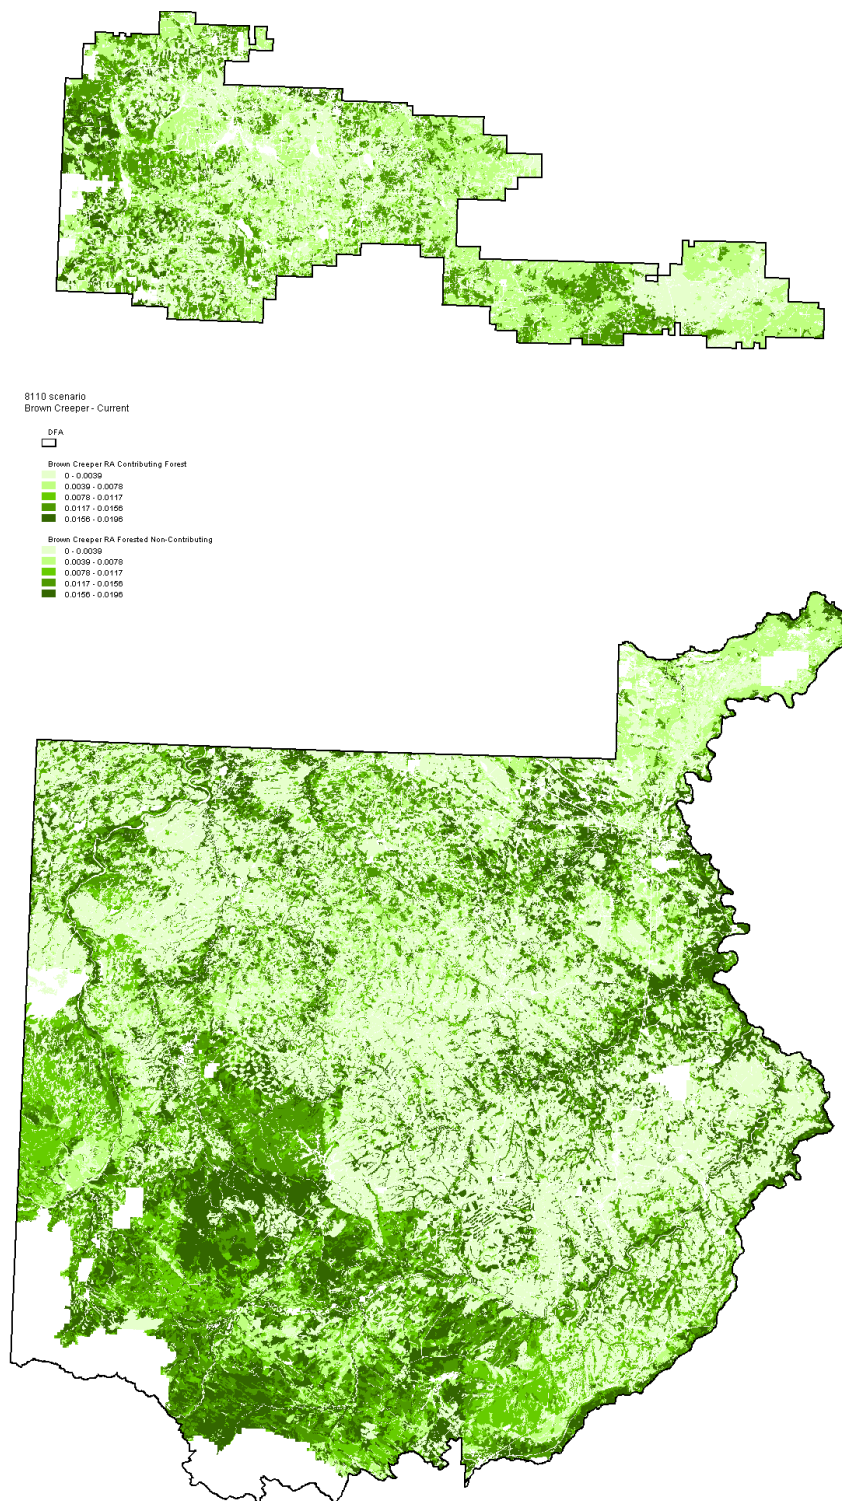 8110 scenario
Brown Creeper - Current
DFA
Brown Creeper RA Contributing Forest
0 - 0.0039
0.0039 - 0.0078
0.0078 - 0.0117
0.0117 - 0.0156
0.0156 - 0.0196
Brown Creeper RA Forested Non-Contributing
0 - 0.0039
0.0039 - 0.0078
0.0078 - 0.0117
0.0117 - 0.0156
0.0156 - 0.0196